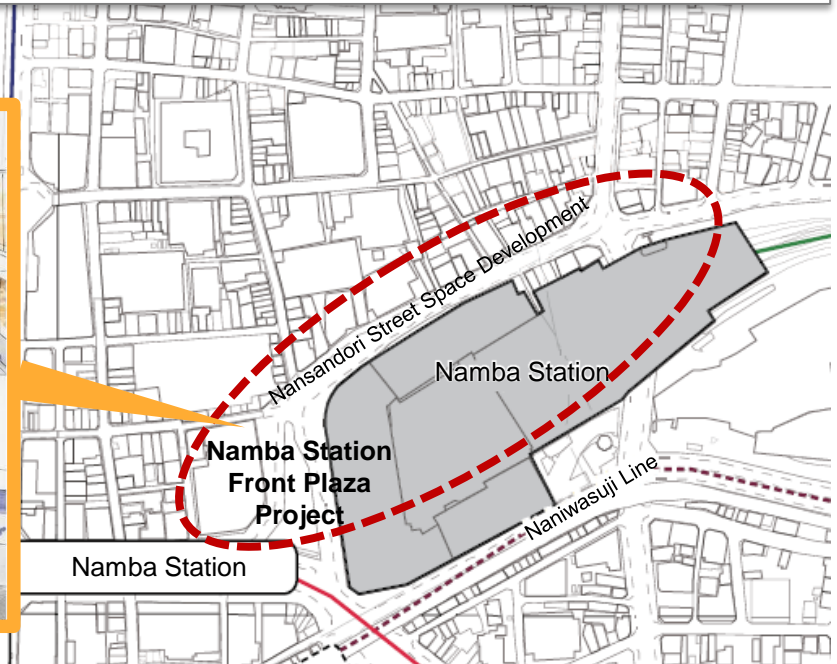 Nansandori Street Space Development
Namba Station
Namba Station
Front Plaza
Project
Naniwasuji Line
Namba Station